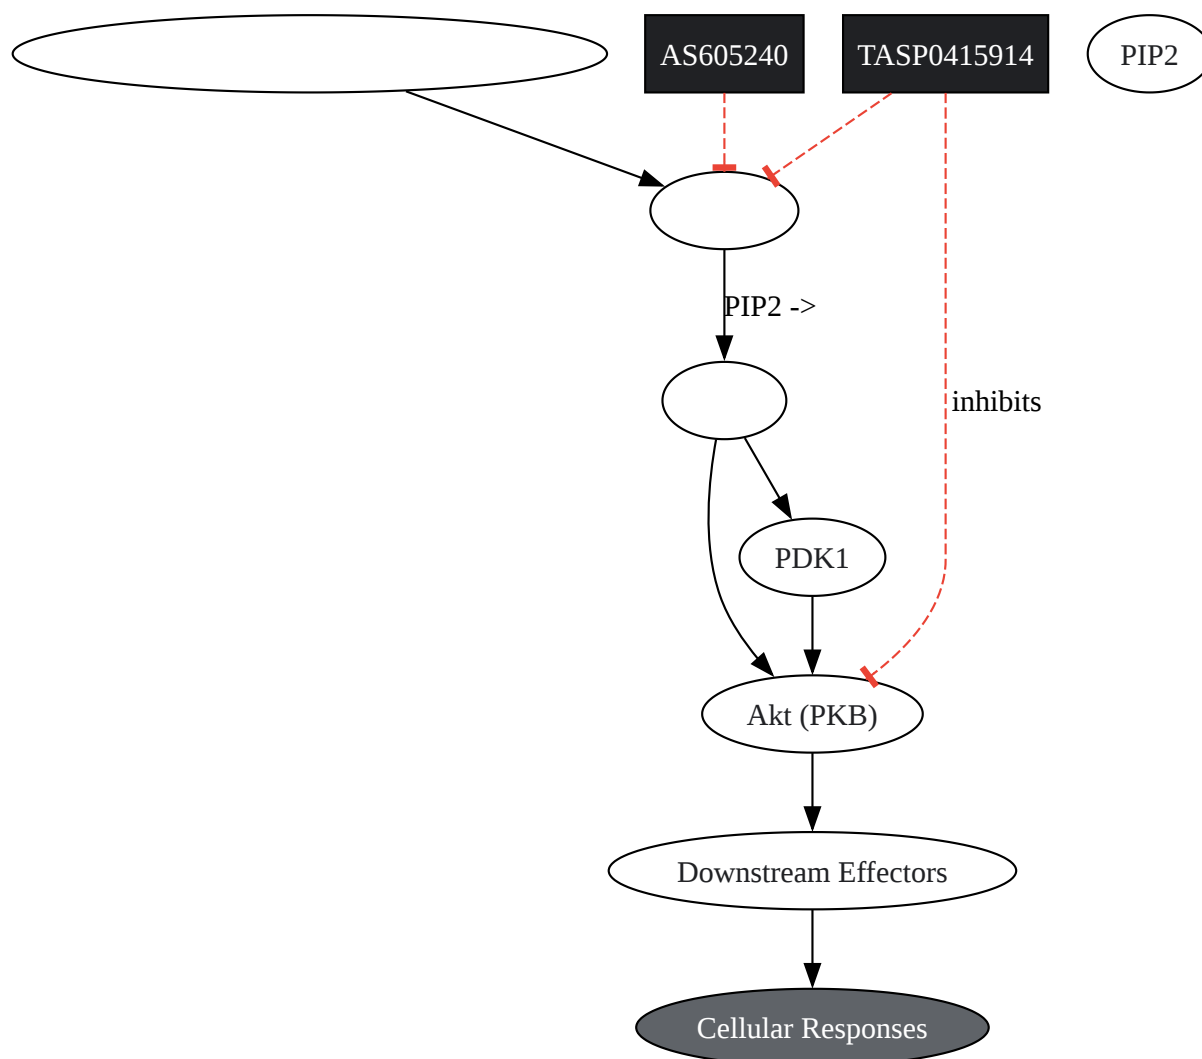 AS605240
TASP0415914
PIP2
PIP2 ->
inhibits
PDK1
Akt (PKB)
Downstream Effectors
Cellular Responses